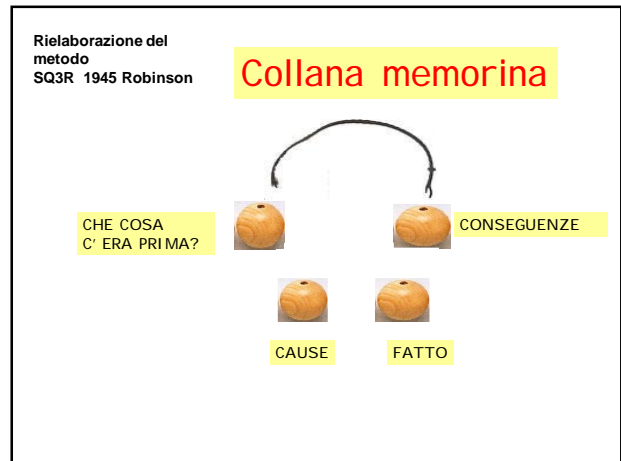 Rielaborazione del
metodo
SQ3R 1945 Robinson
Collana memorina
CHE COSA
C' ERA PRIMA?
CONSEGUENZE
CAUSE
FATTO